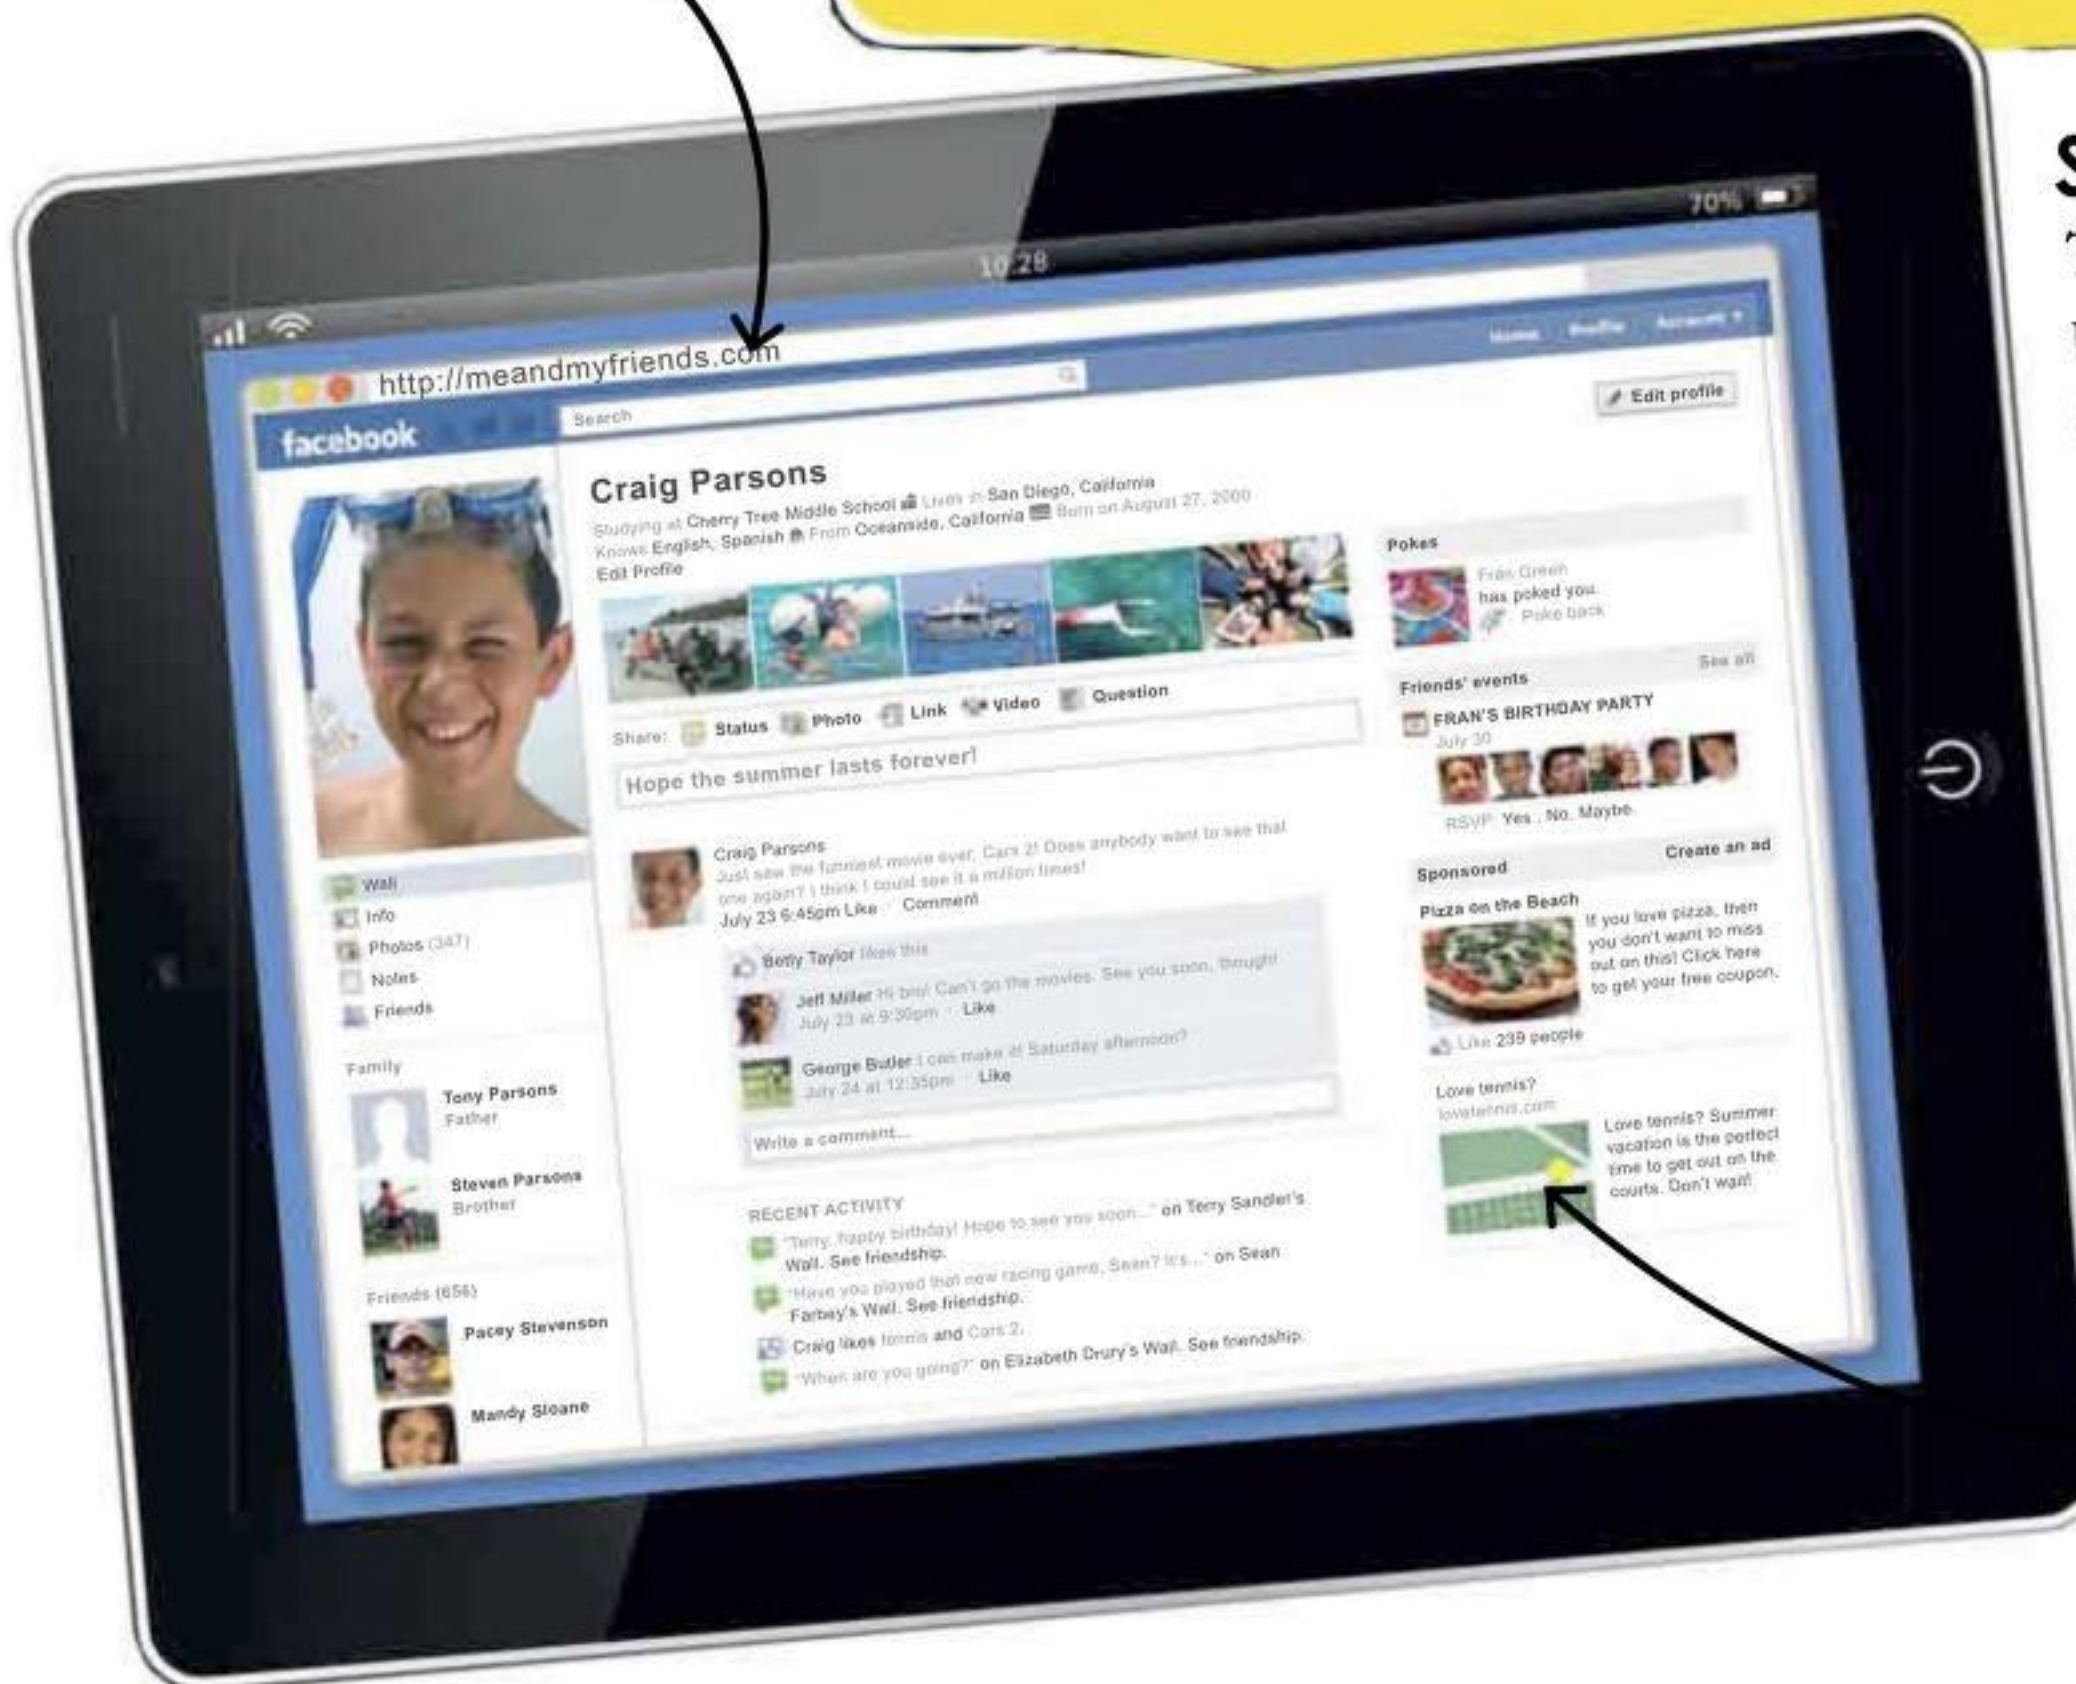 70%
10:28
http://meandmyfriends.com
Home Profile Account
facebook
Search
Edit profile
Craig Parsons
Studying at Cherry Tree Middle School Lives in San Diego, California
Knows English, Spanish From Oceanside, California Born on August 27, 2000
Edit Profile
Share: Status Photo Link Video Question
Hope the summer lasts forever!
Craig Parsons
Just saw the funniest movie ever, Cars 2! Does anybody want to see that
one again? I think I could see it a million times!
July 23 6:45pm Like · Comment
Betty Taylor likes this
Jeff Miller Hi bro! Can't go the movies. See you soon, though!
July 23 at 9:30pm · Like
George Butler I can make it! Saturday afternoon?
July 24 at 12:35pm · Like
Write a comment...
RECENT ACTIVITY
"Terry, happy birthday! Hope to see you soon..." on Terry Sandler's
Wall. See friendship.
"Have you played that new racing game, Sean? It's..." on Sean
Farbey's Wall. See friendship.
Craig likes tennis and Cars 2.
"When are you going?" on Elizabeth Drury's Wall. See friendship.
Wall
Info
Photos (347)
Notes
Friends
Family
Tony Parsons
Father
Steven Parsons
Brother
Friends (656)
Pacey Stevenson
Mandy Sloane
Pokes
Fran Green
has poked you.
Poke back
Friends' events See all
FRAN'S BIRTHDAY PARTY
July 30
RSVP: Yes . No. Maybe.
Sponsored Create an ad
Pizza on the Beach
If you love pizza, then
you don't want to miss
out on this! Click here
to get your free coupon.
Like 239 people
Love tennis?
lovetennis.com
Love tennis? Summer
vacation is the perfect
time to get out on the
courts. Don't wait!